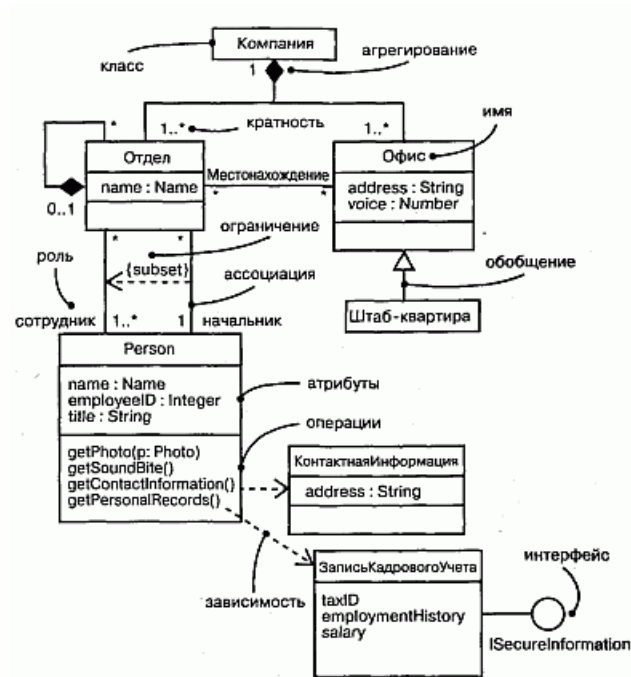 Компания
класс
1
агрегирование
*
1..*
кратность
1..*
имя
Отдел
Офис
name : Name
Местонахождение
address : String
voice : Number
*
*
0..1
*
*
ограничение
роль
{subset}
ассоциация
обобщение
сотрудник
1..*
1
начальник
Штаб-квартира
Person
name : Name
employeeID : Integer
title : String
атрибуты
операции
getPhoto(p: Photo)
getSoundBite()
getContactInformation()
getPersonalRecords()
КонтактнаяИнформация
address : String
зависимость
ЗаписьКадровогоУчета
интерфейс
taxID
employmentHistory
salary
ISecureInformation